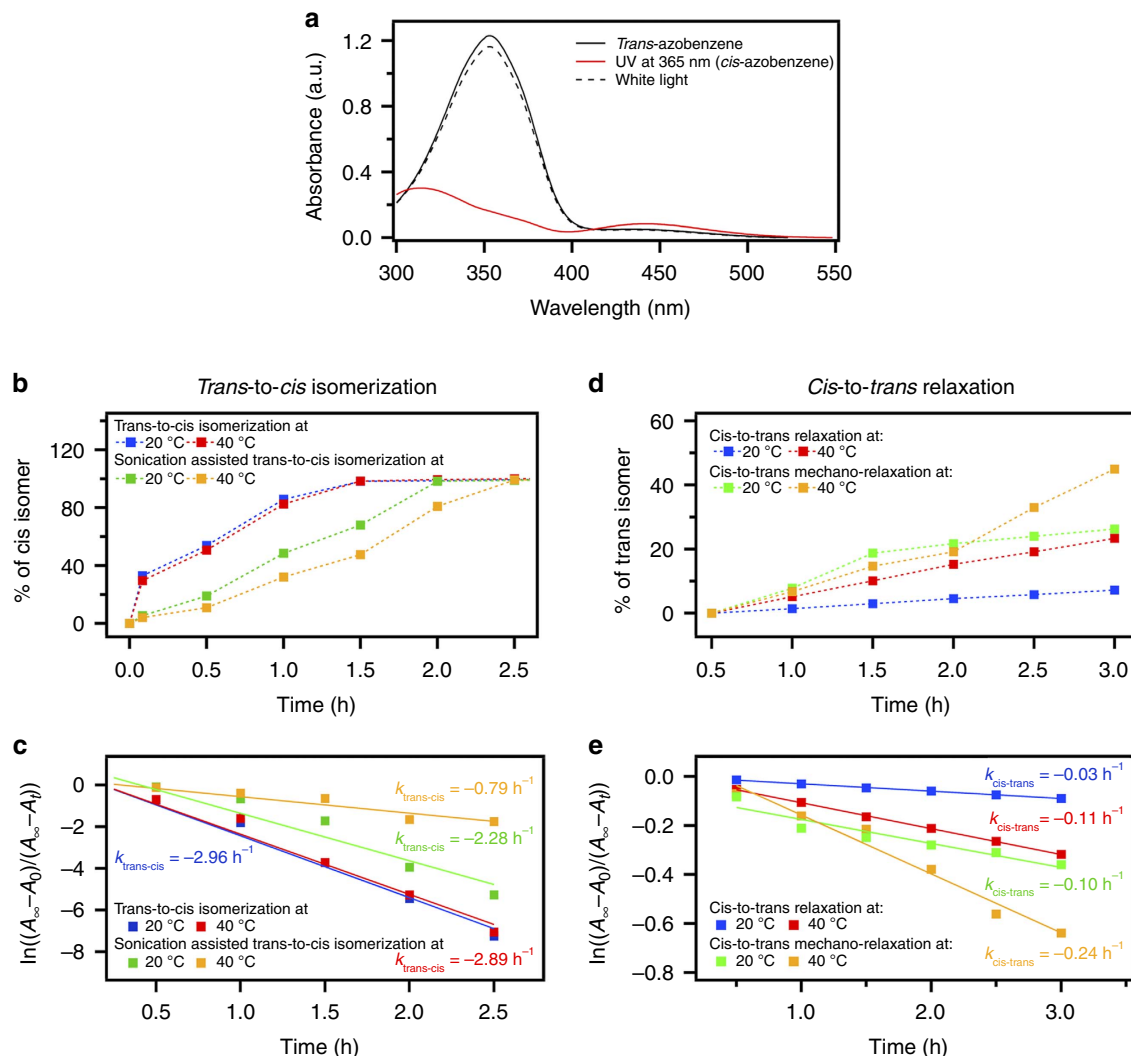 a
1.2
0.8
0.4
0.0
Absorbance (a.u.)
Trans-azobenzene
UV at 365 nm (cis-azobenzene)
White light
300 350 400 450 500 550
Wavelength (nm)
b
Trans-to-cis isomerization
120
80
40
0
% of cis isomer
Trans-to-cis isomerization at
20 °C 40 °C
Sonication assisted trans-to-cis isomerization at
20 °C 40 °C
0.0 0.5 1.0 1.5 2.0 2.5
Time (h)
d
Cis-to-trans relaxation
60
40
20
0
% of trans isomer
Cis-to-trans relaxation at:
20 °C 40 °C
Cis-to-trans mechano-relaxation at:
20 °C 40 °C
0.5 1.0 1.5 2.0 2.5 3.0
Time (h)
c
0
−2
−4
−6
−8
ln((A∞−A0)/(A∞−At))
ktrans-cis = −0.79 h−1
ktrans-cis = −2.28 h−1
ktrans-cis = −2.96 h−1
Trans-to-cis isomerization at
20 °C 40 °C
Sonication assisted trans-to-cis isomerization at
20 °C 40 °C
ktrans-cis = −2.89 h−1
0.5 1.0 1.5 2.0 2.5
Time (h)
e
0.0
−0.2
−0.4
−0.6
−0.8
ln((A∞−A0)/(A∞−At))
kcis-trans = −0.03 h−1
kcis-trans = −0.11 h−1
kcis-trans = −0.10 h−1
Cis-to-trans relaxation at:
20 °C 40 °C
Cis-to-trans mechano-relaxation at:
20 °C 40 °C
kcis-trans = −0.24 h−1
1.0 2.0 3.0
Time (h)